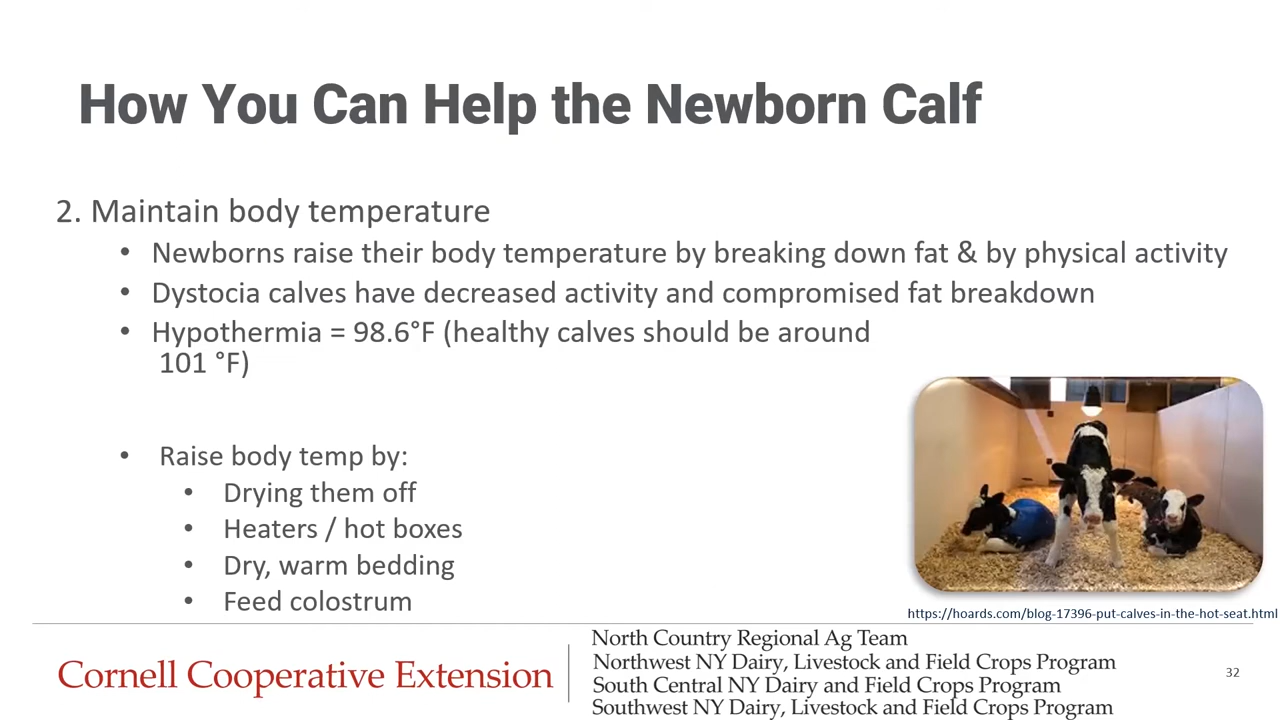 How You Can Help the Newborn Calf
2. Maintain body temperature
• Newborns raise their body temperature by breaking down fat & by physical activity
• Dystocia calves have decreased activity and compromised fat breakdown
• Hypothermia = 98.6°F (healthy calves should be around
101 °F)
• Raise body temp by:
• Drying them off
• Heaters / hot boxes
• Dry, warm bedding
• Feed colostrum
https://hoards.com/blog-17396-put-calves-in-the-hot-seat.html
Cornell Cooperative Extension
North Country Regional Ag Team
Northwest NY Dairy, Livestock and Field Crops Program
South Central NY Dairy and Field Crops Program
Southwest NY Dairy, Livestock and Field Crops Program
32